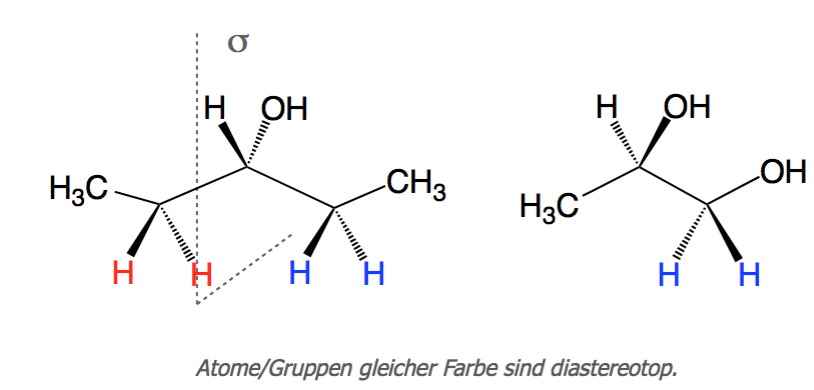 σ
H OH H OH
H₃C CH₃ OH
H₃C
H H H H H H
Atome/Gruppen gleicher Farbe sind diastereotop.